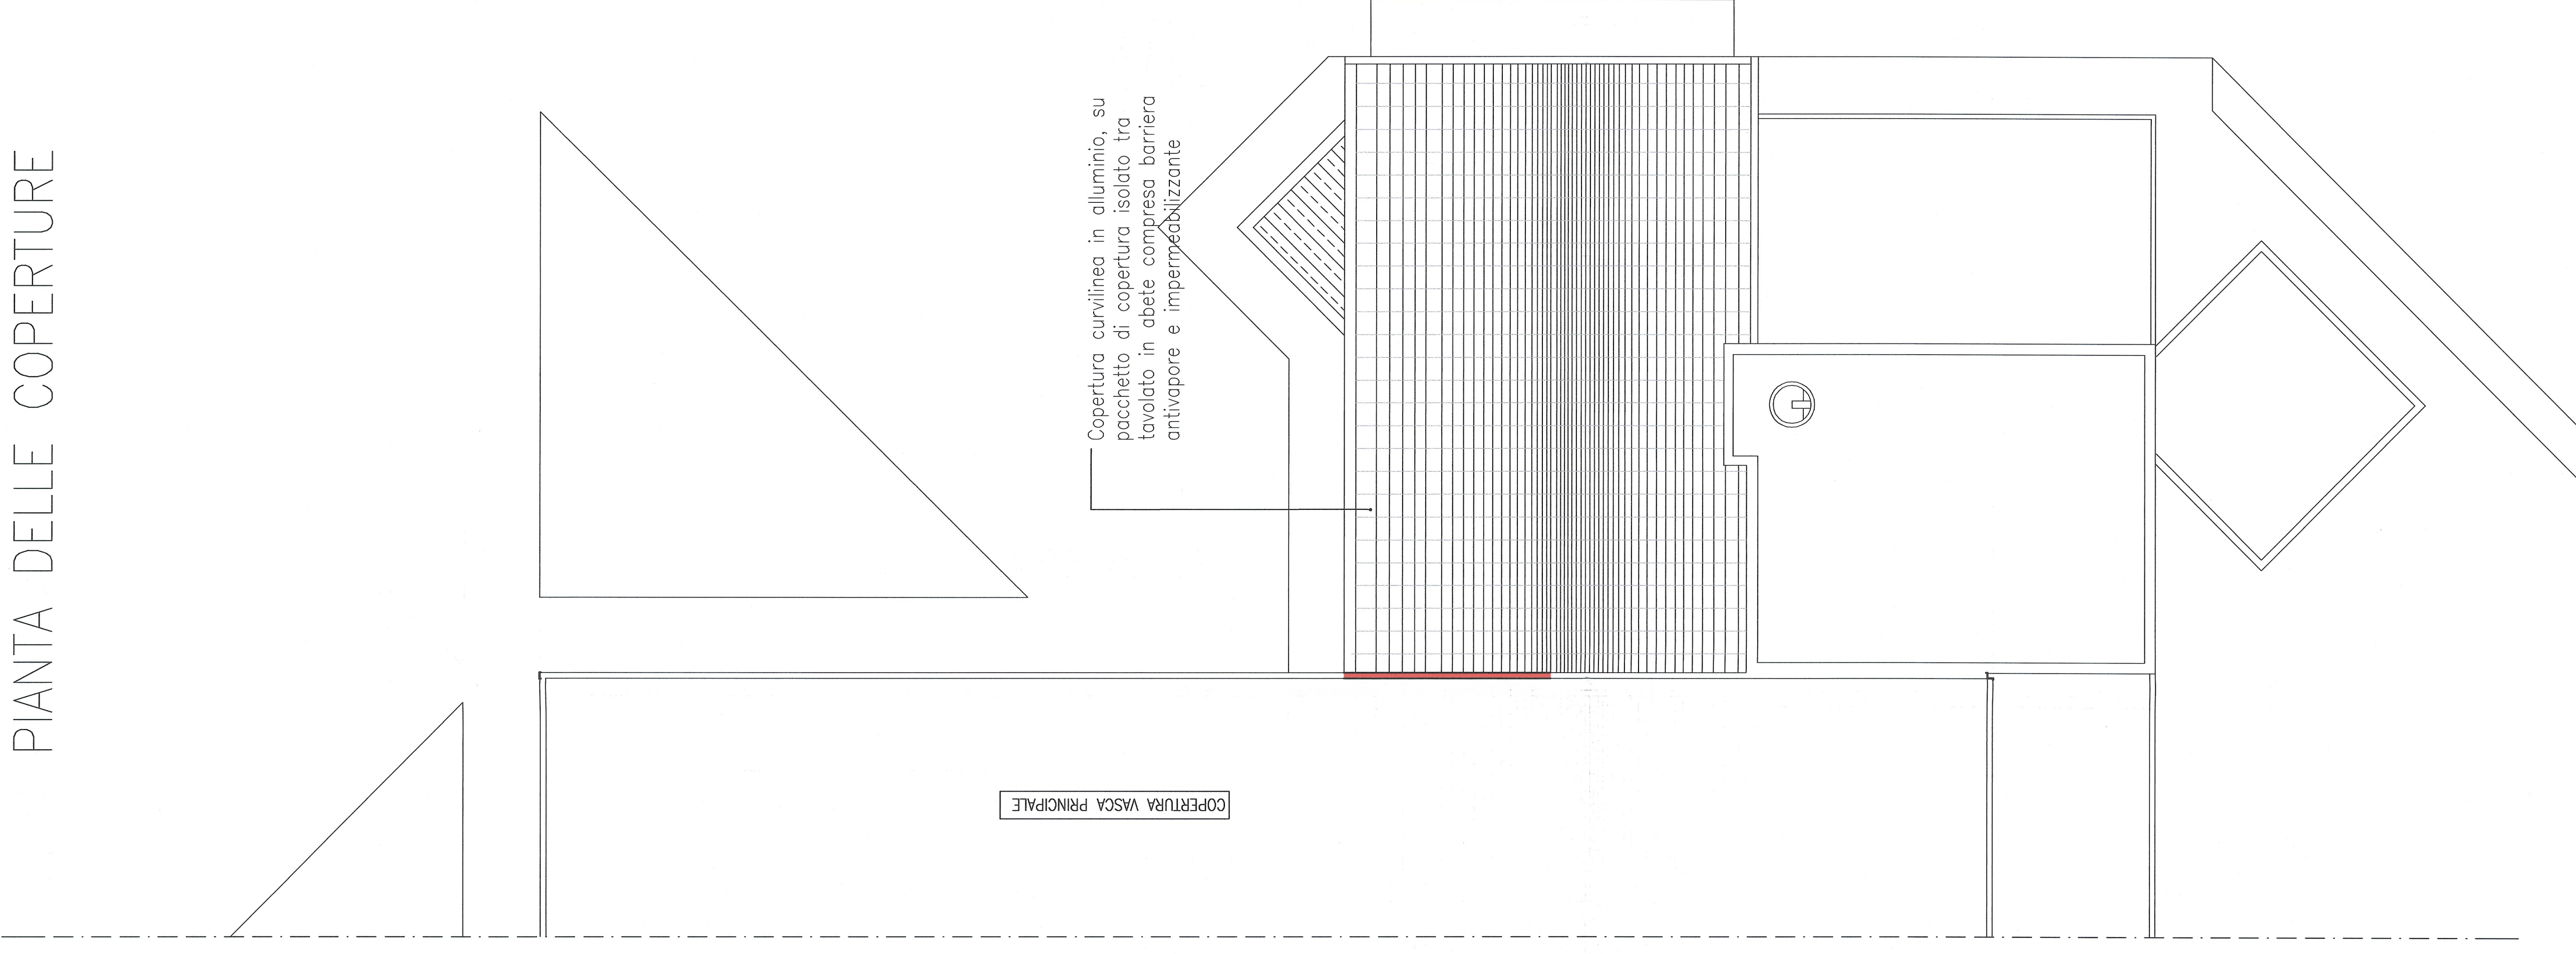 PIANTA DELLE COPERTURE
Copertura curvilinea in alluminio, su
pacchetto di copertura isolato tra
tavolato in abete compresa barriera
antivapore e impermeabilizzante
COPERTURA VASCA PRINCIPALE